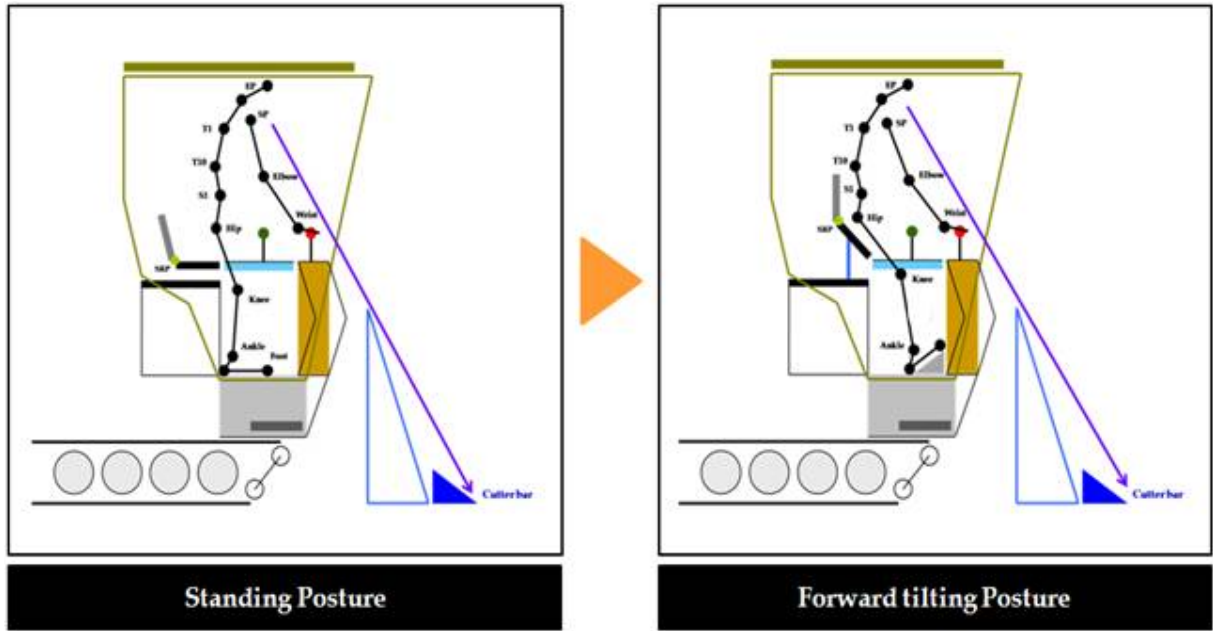 EP
SP
T1
T10
Elbow
S1
Wrist
Hip
SRP
Knee
Ankle
Foot
Cutter bar
Standing Posture
EP
SP
T1
T10
Elbow
S1
Wrist
Hip
SRP
Knee
Ankle
Cutter bar
Forward tilting Posture